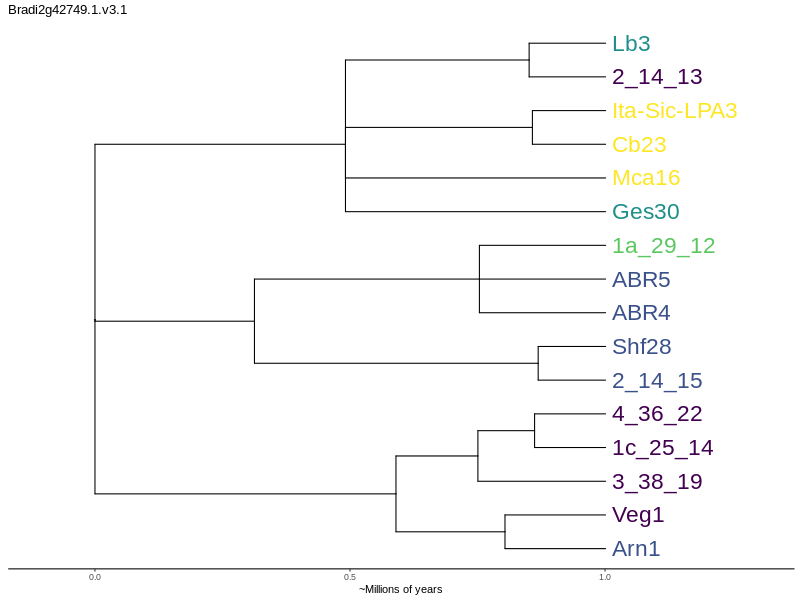 Bradi2g42749.1.v3.1
Lb3
2_14_13
Ita-Sic-LPA3
Cb23
Mca16
Ges30
1a_29_12
ABR5
ABR4
Shf28
2_14_15
4_36_22
1c_25_14
3_38_19
Veg1
Arn1
0.0 0.5 1.0
~Millions of years